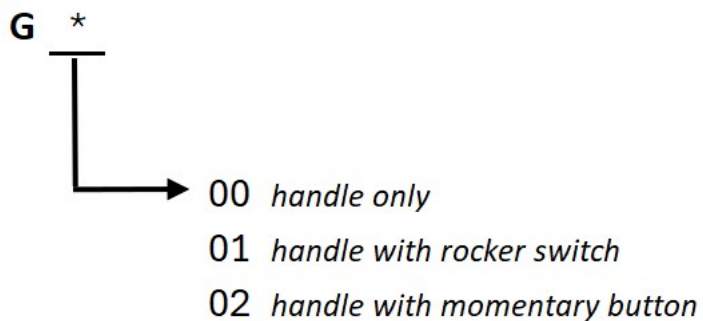 G *
00 handle only
01 handle with rocker switch
02 handle with momentary button